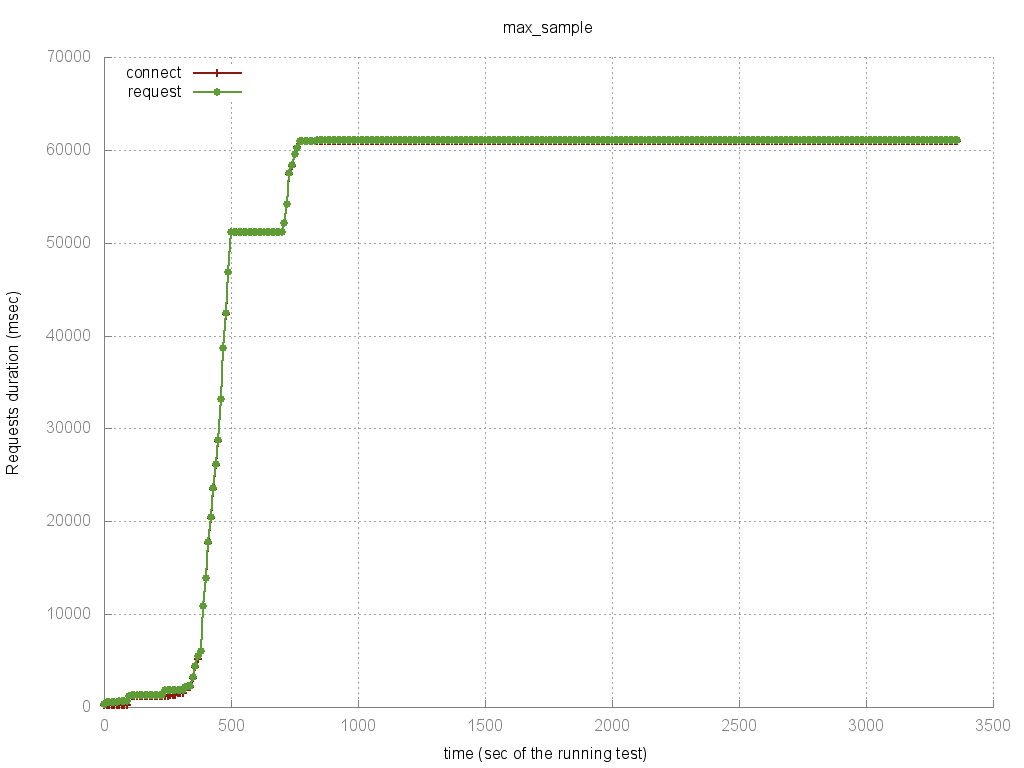 max_sample
70000
connect
request
60000
50000
40000
30000
20000
10000
0
Requests duration (msec)
0 500 1000 1500 2000 2500 3000 3500
time (sec of the running test)